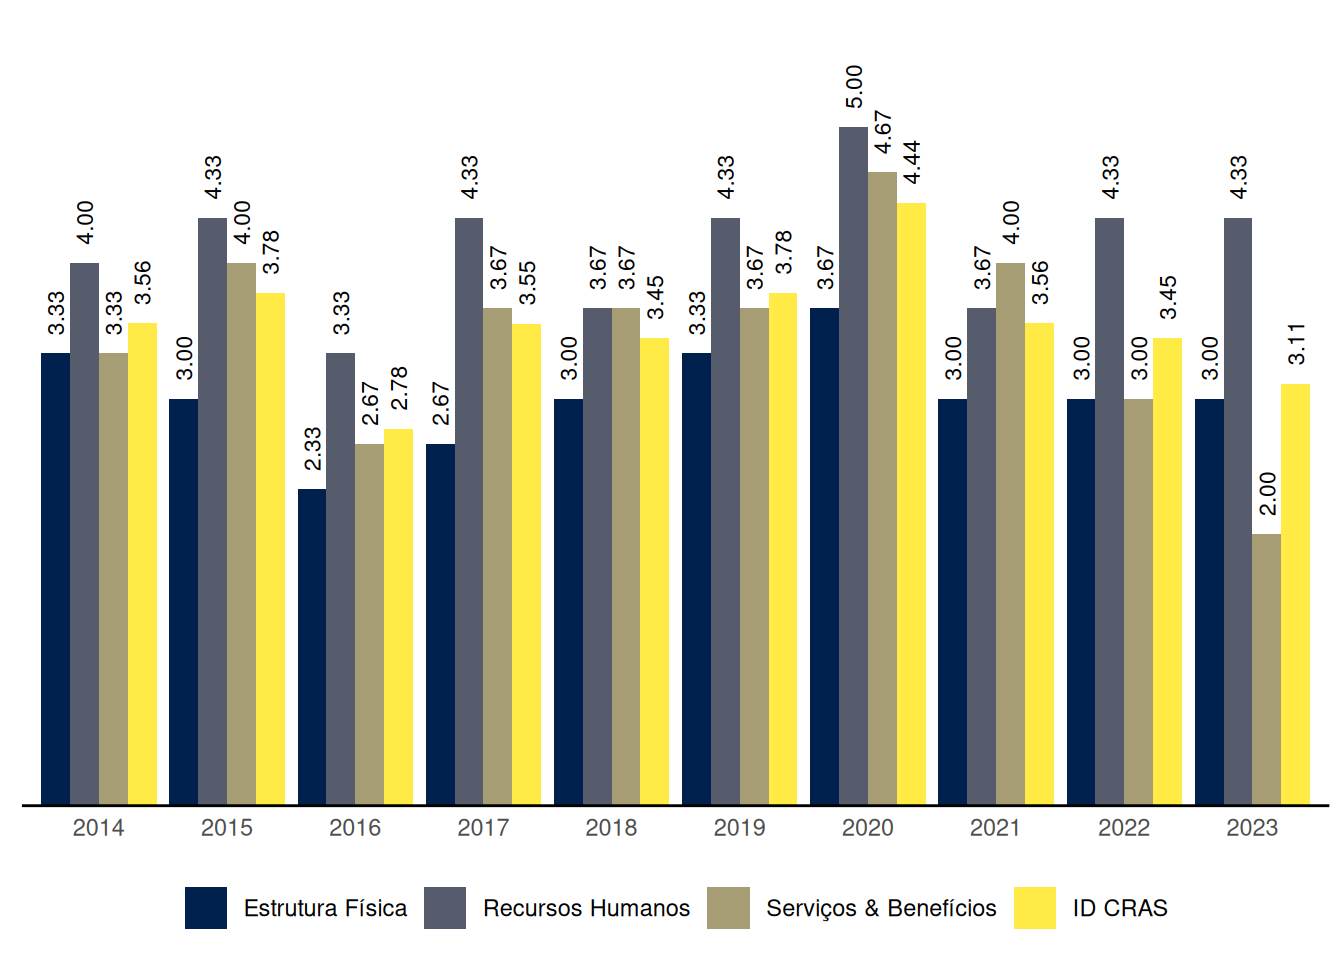 3.33 4.00 3.33 3.56
3.00 4.33 4.00 3.78
2.33 3.33 2.67 2.78
2.67 4.33 3.67 3.55
3.00 3.67 3.67 3.45
3.33 4.33 3.67 3.78
3.67 5.00 4.67 4.44
3.00 3.67 4.00 3.56
3.00 4.33 3.00 3.45
3.00 4.33 2.00 3.11
2014 2015 2016 2017 2018 2019 2020 2021 2022 2023
Estrutura Física Recursos Humanos Serviços & Benefícios ID CRAS